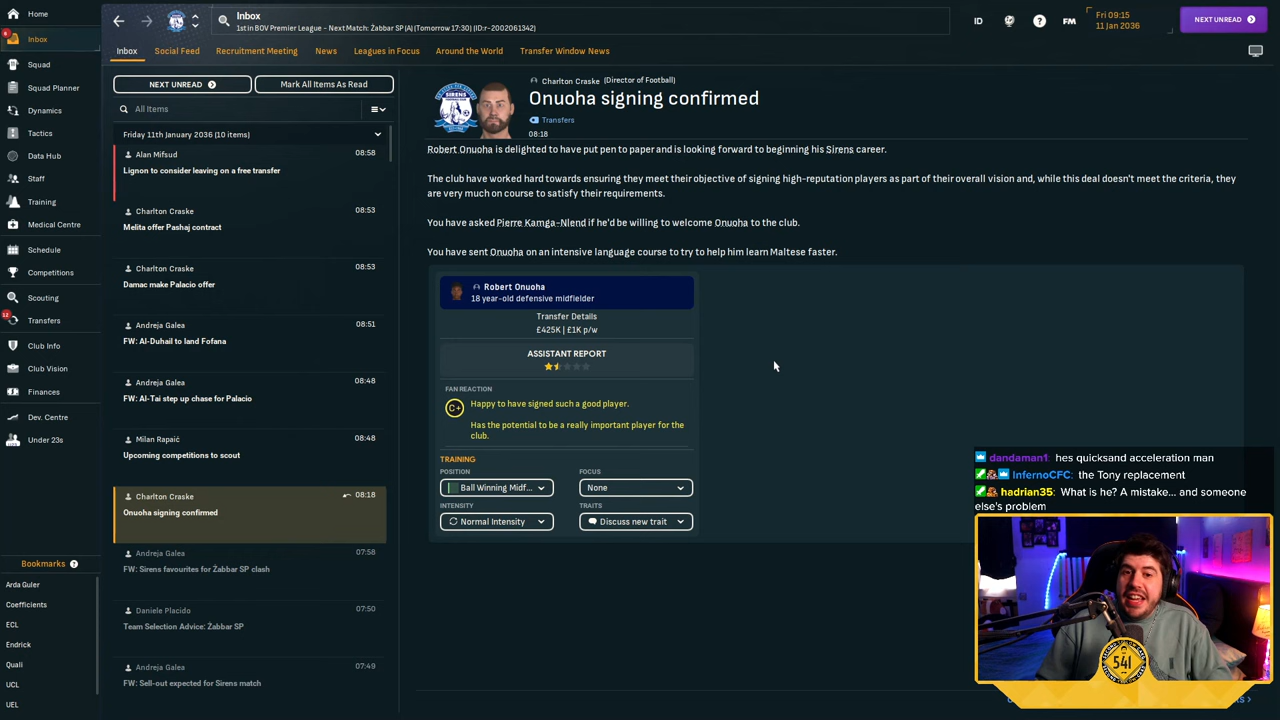 Home
Inbox
Squad
Squad Planner
Dynamics
Tactics
Data Hub
Staff
Training
Medical Centre
Schedule
Competitions
Scouting
12
Transfers
Club Info
Club Vision
Finances
Dev. Centre
Under 23s
Bookmarks ?
Arda Guler
Coefficients
ECL
Endrick
Quali
UCL
UEL
Inbox
1st in BOV Premier League - Next Match: Żabbar SP (A) (Tomorrow 17:30) (ID:r-2002061342)
ID
?
FM
Fri 09:15
11 Jan 2036
NEXT UNREAD
Inbox
Social Feed
Recruitment Meeting
News
Leagues in Focus
Around the World
Transfer Window News
NEXT UNREAD
Mark All Items As Read
All Items
Friday 11th January 2036 (10 items)
Alan Mifsud 08:58
Lignon to consider leaving on a free transfer
Charlton Craske 08:53
Melita offer Pashaj contract
Charlton Craske 08:53
Damac make Palacio offer
Andreja Galea 08:51
FW: Al-Duhail to land Fofana
Andreja Galea 08:48
FW: Al-Tai step up chase for Palacio
Milan Rapaić 08:48
Upcoming competitions to scout
Charlton Craske 08:18
Onuoha signing confirmed
Andreja Galea 07:58
FW: Sirens favourites for Żabbar SP clash
Daniele Placido 07:50
Team Selection Advice: Żabbar SP
Andreja Galea 07:49
FW: Sell-out expected for Sirens match
SIRENS
Charlton Craske (Director of Football)
Onuoha signing confirmed
Transfers
08:18
Robert Onuoha is delighted to have put pen to paper and is looking forward to beginning his Sirens career.
The club have worked hard towards ensuring they meet their objective of signing high-reputation players as part of their overall vision and, while this deal doesn't meet the criteria, they
are very much on course to satisfy their requirements.
You have asked Pierre Kamga-Nlend if he'd be willing to welcome Onuoha to the club.
You have sent Onuoha on an intensive language course to try to help him learn Maltese faster.
Robert Onuoha
18 year-old defensive midfielder
Transfer Details
£425K | £1K p/w
ASSISTANT REPORT
FAN REACTION
C+
Happy to have signed such a good player.
Has the potential to be a really important player for the
club.
TRAINING
POSITION
Ball Winning Midf...
FOCUS
None
INTENSITY
Normal Intensity
TRAITS
Discuss new trait
dandaman1: hes quicksand acceleration man
InfernoCFC: the Tony replacement
hadrian35: What is he? A mistake... and someone
else's problem
541